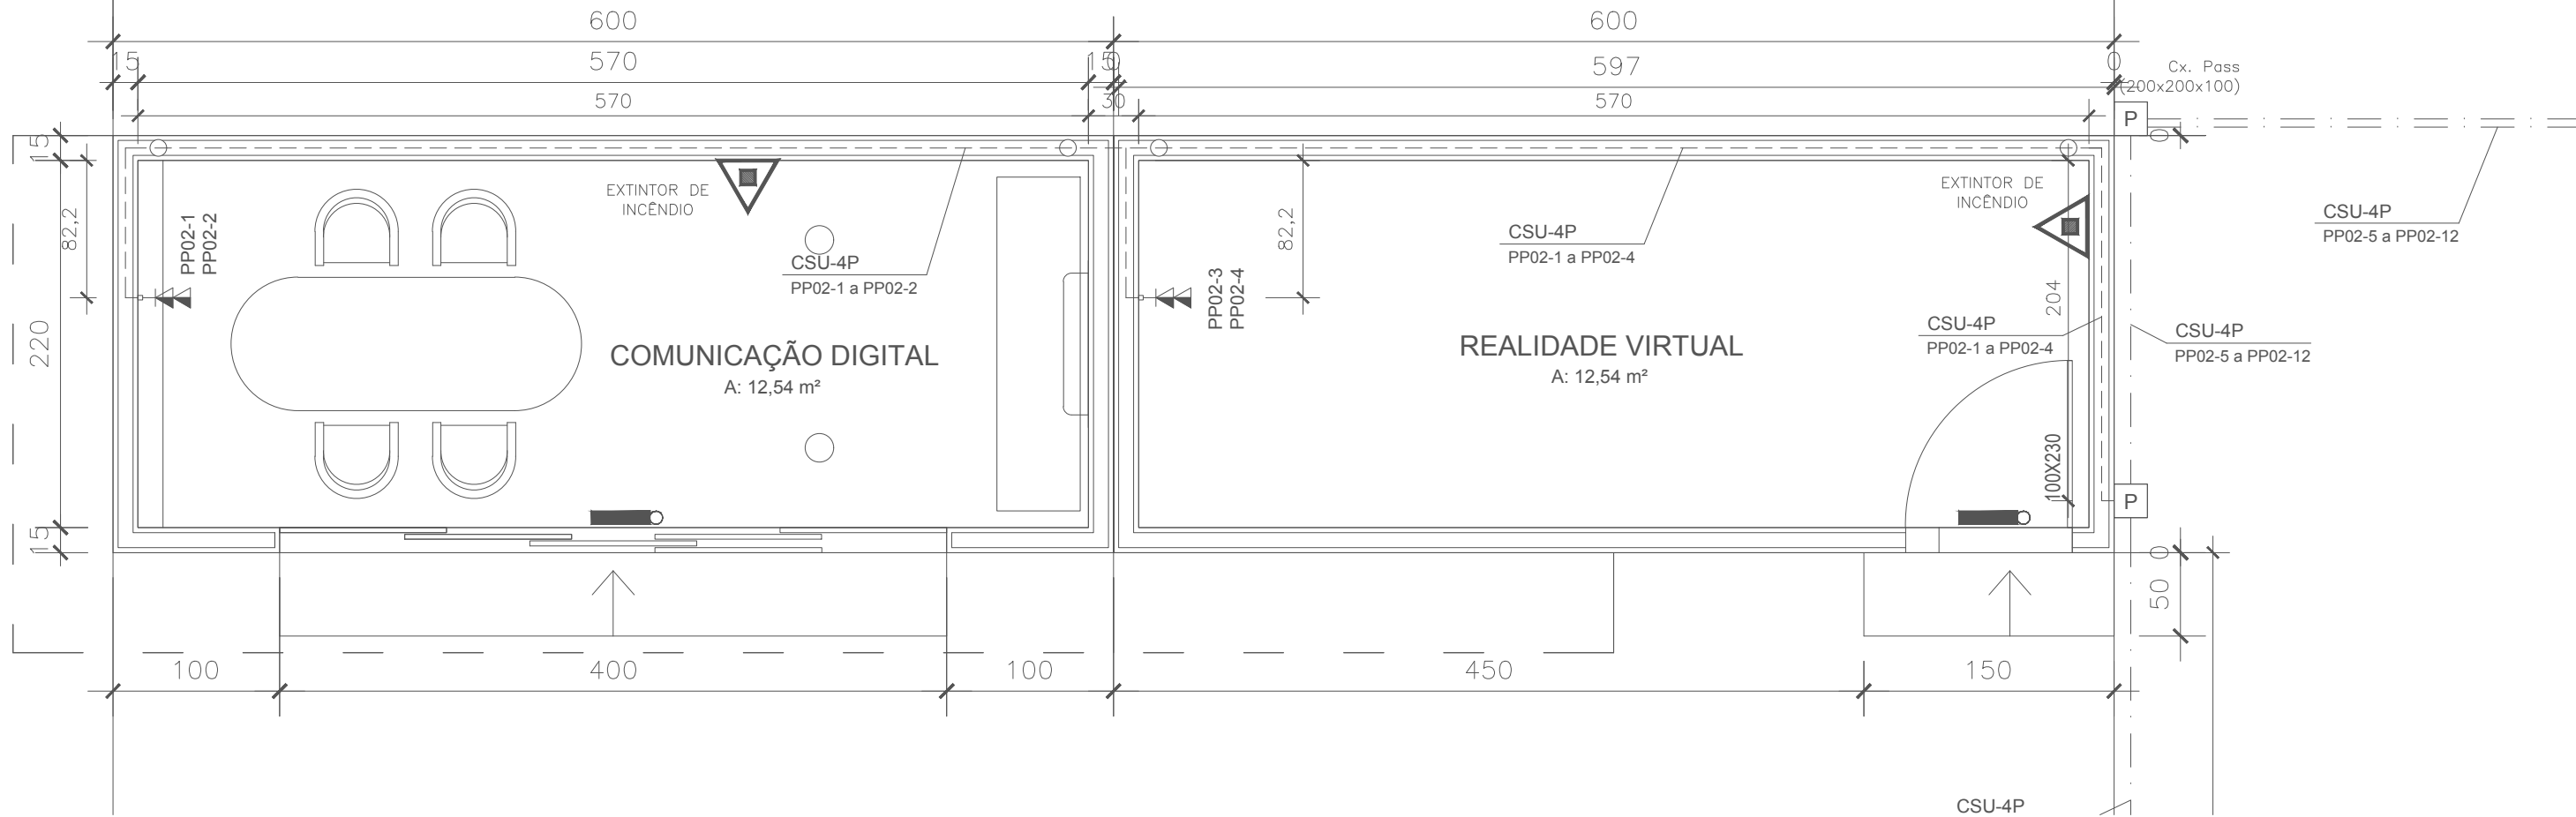 600
600
15
570
15
0
597
0
Cx. Pass
(200x200x100)
570
30
570
P
0
15
EXTINTOR DE
INCÊNDIO
EXTINTOR DE
INCÊNDIO
82,2
PP02-1
PP02-2
CSU-4P
PP02-1 a PP02-2
82,2
PP02-3
PP02-4
CSU-4P
PP02-1 a PP02-4
CSU-4P
PP02-5 a PP02-12
204
CSU-4P
PP02-1 a PP02-4
CSU-4P
PP02-5 a PP02-12
220
COMUNICAÇÃO DIGITAL
A: 12,54 m²
REALIDADE VIRTUAL
A: 12,54 m²
100X230
P
15
0
50
100
400
100
450
150
CSU-4P